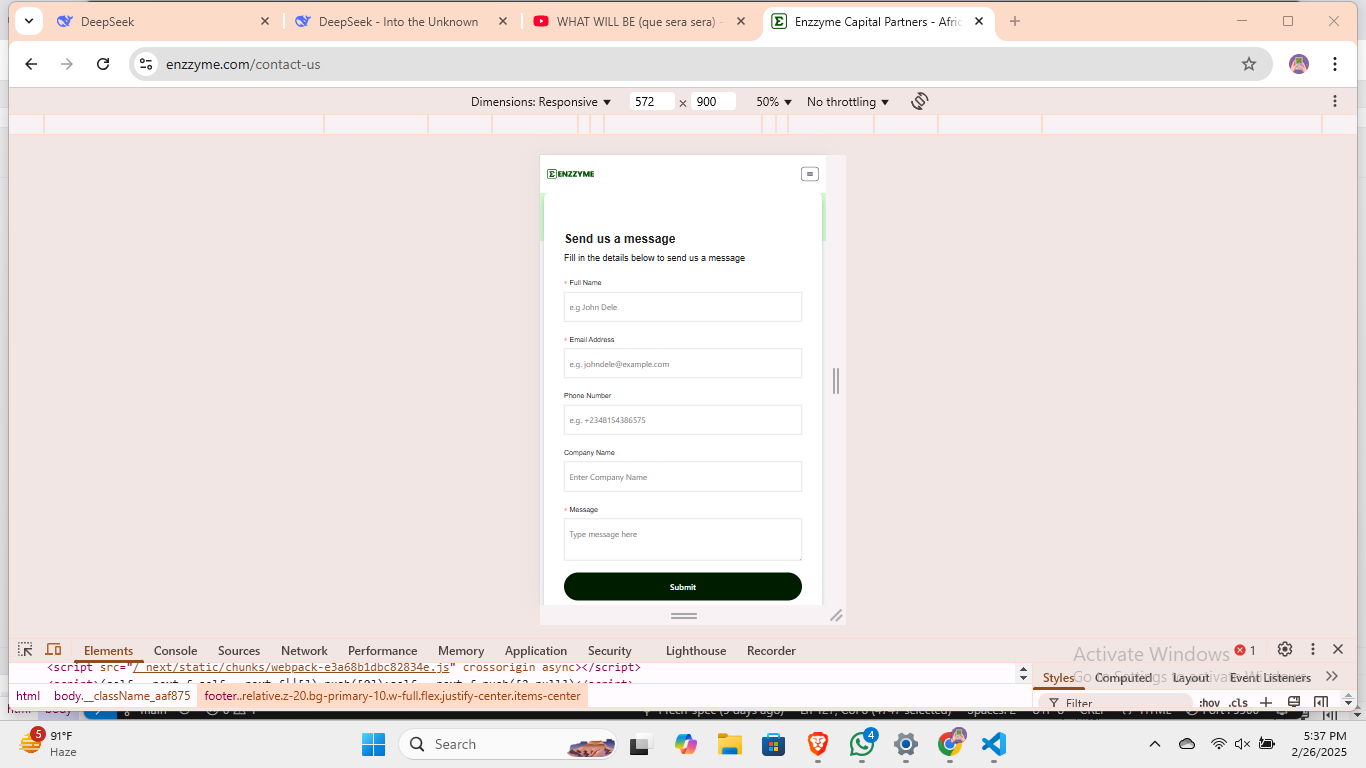 DeepSeek
DeepSeek - Into the Unknown
WHAT WILL BE (que sera sera) -
Enzzyme Capital Partners - Afric
enzzyme.com/contact-us
Dimensions: Responsive
572 × 900
50%
No throttling
ENZZYME
Send us a message
Fill in the details below to send us a message
* Full Name
e.g John Dele
* Email Address
e.g. johndele@example.com
Phone Number
e.g. +2348154386575
Company Name
Enter Company Name
* Message
Type message here
Submit
Elements Console Sources Network Performance Memory Application Security Lighthouse Recorder
1
<script src="/_next/static/chunks/webpack-e3a68b1dbc82834e.js" crossorigin async></script>
html body.__className_aaf875 footer..relative.z-20.bg-primary-10.w-full.flex.justify-center.items-center
Activate Windows
Go to Settings to activate Windows.
Styles Computed Layout Event Listeners
Filter
:hov .cls
5
91°F
Haze
Search
4
5:37 PM
2/26/2025